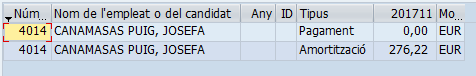 Núm... Nom de l'empleat o del candidat Any ID Tipus 201711 Mo...
4014 CANAMASAS PUIG, JOSEFA Pagament 0,00 EUR
4014 CANAMASAS PUIG, JOSEFA Amortització 276,22 EUR